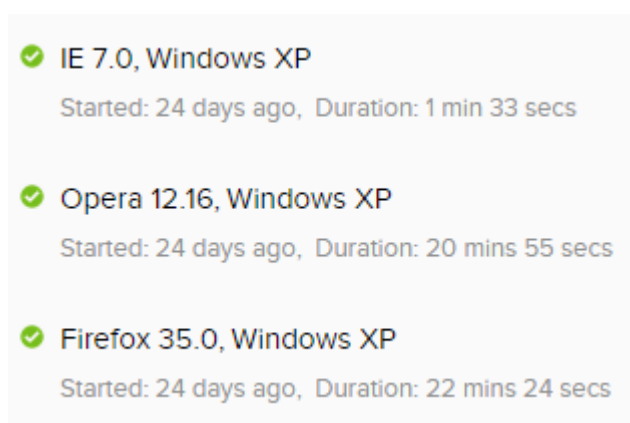 IE 7.0, Windows XP
Started: 24 days ago, Duration: 1 min 33 secs
Opera 12.16, Windows XP
Started: 24 days ago, Duration: 20 mins 55 secs
Firefox 35.0, Windows XP
Started: 24 days ago, Duration: 22 mins 24 secs